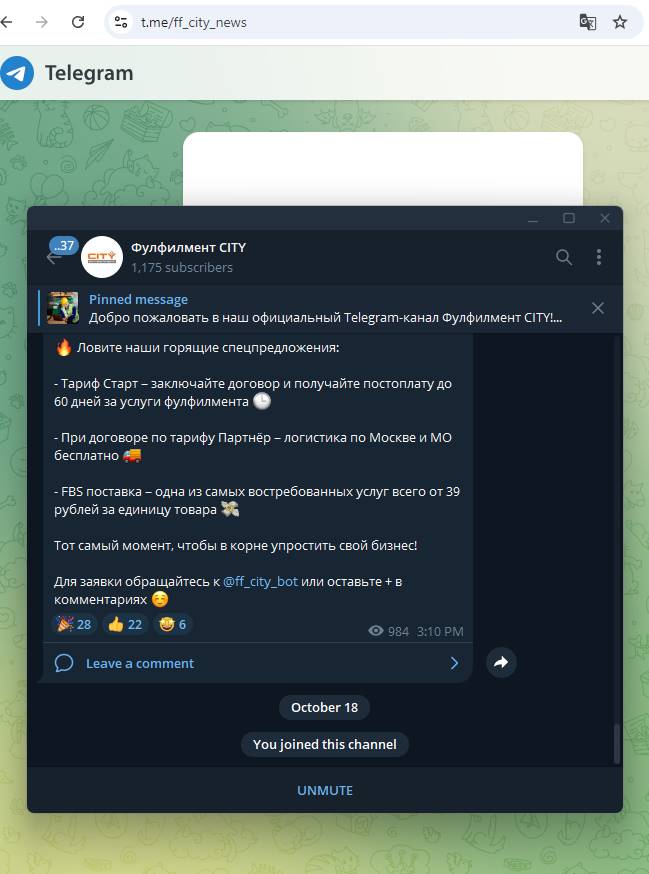 t.me/ff_city_news
Telegram
..37
CITY
Фулфилмент CITY
1,175 subscribers
Pinned message
Добро пожаловать в наш официальный Telegram-канал Фулфилмент CITY!...
🔥 Ловите наши горящие спецпредложения:
- Тариф Старт – заключайте договор и получайте постоплату до
60 дней за услуги фулфилмента 🕒
- При договоре по тарифу Партнёр – логистика по Москве и МО
бесплатно 🚚
- FBS поставка – одна из самых востребованных услуг всего от 39
рублей за единицу товара 💸
Тот самый момент, чтобы в корне упростить свой бизнес!
Для заявки обращайтесь к @ff_city_bot или оставьте + в
комментариях ☺️
🎉 28 👍 22 🤩 6
984 3:10 PM
Leave a comment
October 18
You joined this channel
UNMUTE